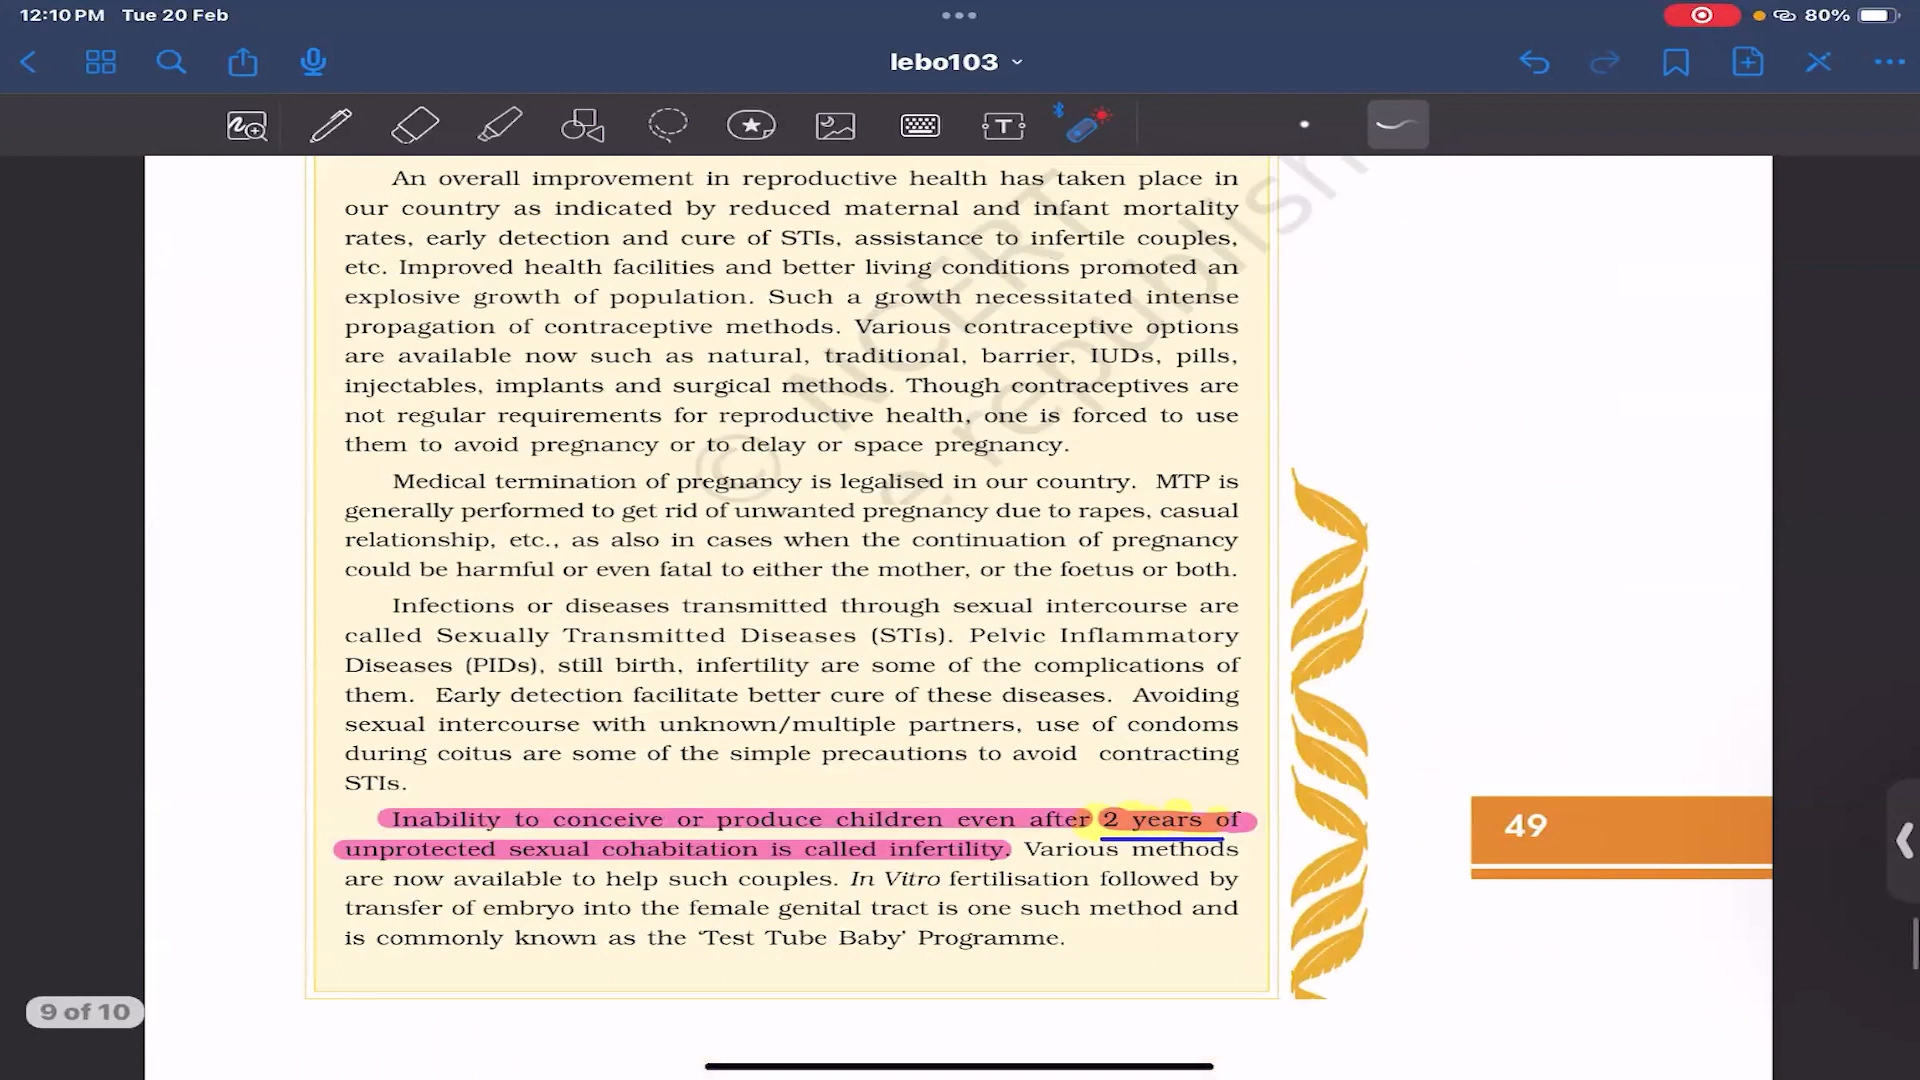 12:10 PM Tue 20 Feb
80%
lebo103
T
An overall improvement in reproductive health has taken place in
our country as indicated by reduced maternal and infant mortality
rates, early detection and cure of STIs, assistance to infertile couples,
etc. Improved health facilities and better living conditions promoted an
explosive growth of population. Such a growth necessitated intense
propagation of contraceptive methods. Various contraceptive options
are available now such as natural, traditional, barrier, IUDs, pills,
injectables, implants and surgical methods. Though contraceptives are
not regular requirements for reproductive health, one is forced to use
them to avoid pregnancy or to delay or space pregnancy.
Medical termination of pregnancy is legalised in our country. MTP is
generally performed to get rid of unwanted pregnancy due to rapes, casual
relationship, etc., as also in cases when the continuation of pregnancy
could be harmful or even fatal to either the mother, or the foetus or both.
Infections or diseases transmitted through sexual intercourse are
called Sexually Transmitted Diseases (STIs). Pelvic Inflammatory
Diseases (PIDs), still birth, infertility are some of the complications of
them. Early detection facilitate better cure of these diseases. Avoiding
sexual intercourse with unknown/multiple partners, use of condoms
during coitus are some of the simple precautions to avoid contracting
STIs.
Inability to conceive or produce children even after 2 years of
unprotected sexual cohabitation is called infertility. Various methods
are now available to help such couples. In Vitro fertilisation followed by
transfer of embryo into the female genital tract is one such method and
is commonly known as the ‘Test Tube Baby’ Programme.
© NCERT
e republish
49
9 of 10